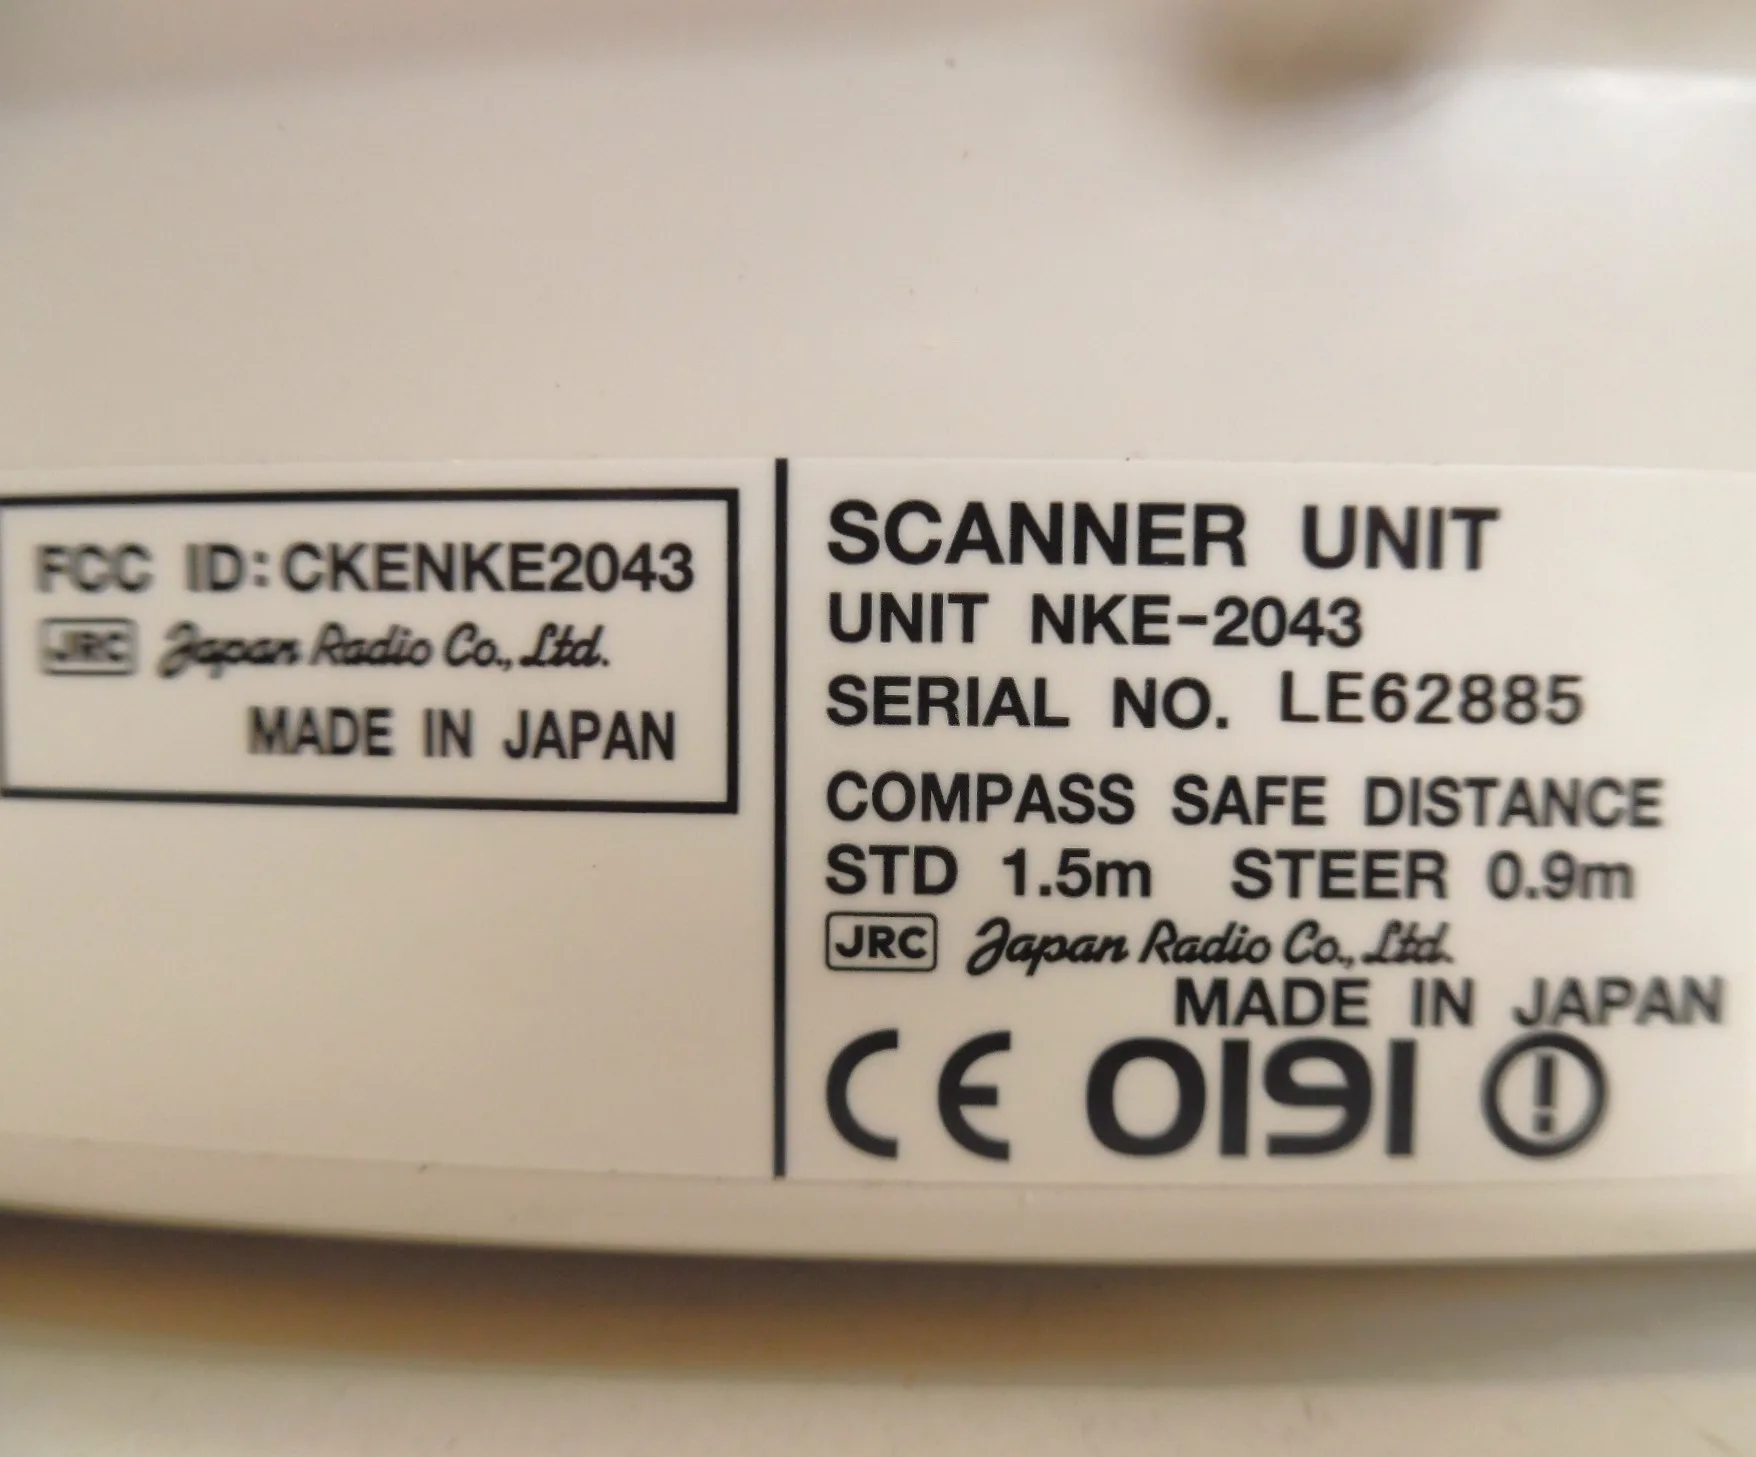 FCC ID:CKENKE2043
JRC Japan Radio Co., Ltd.
MADE IN JAPAN
SCANNER UNIT
UNIT NKE-2043
SERIAL NO. LE62885
COMPASS SAFE DISTANCE
STD 1.5m STEER 0.9m
JRC Japan Radio Co., Ltd.
MADE IN JAPAN
CE 0191 !